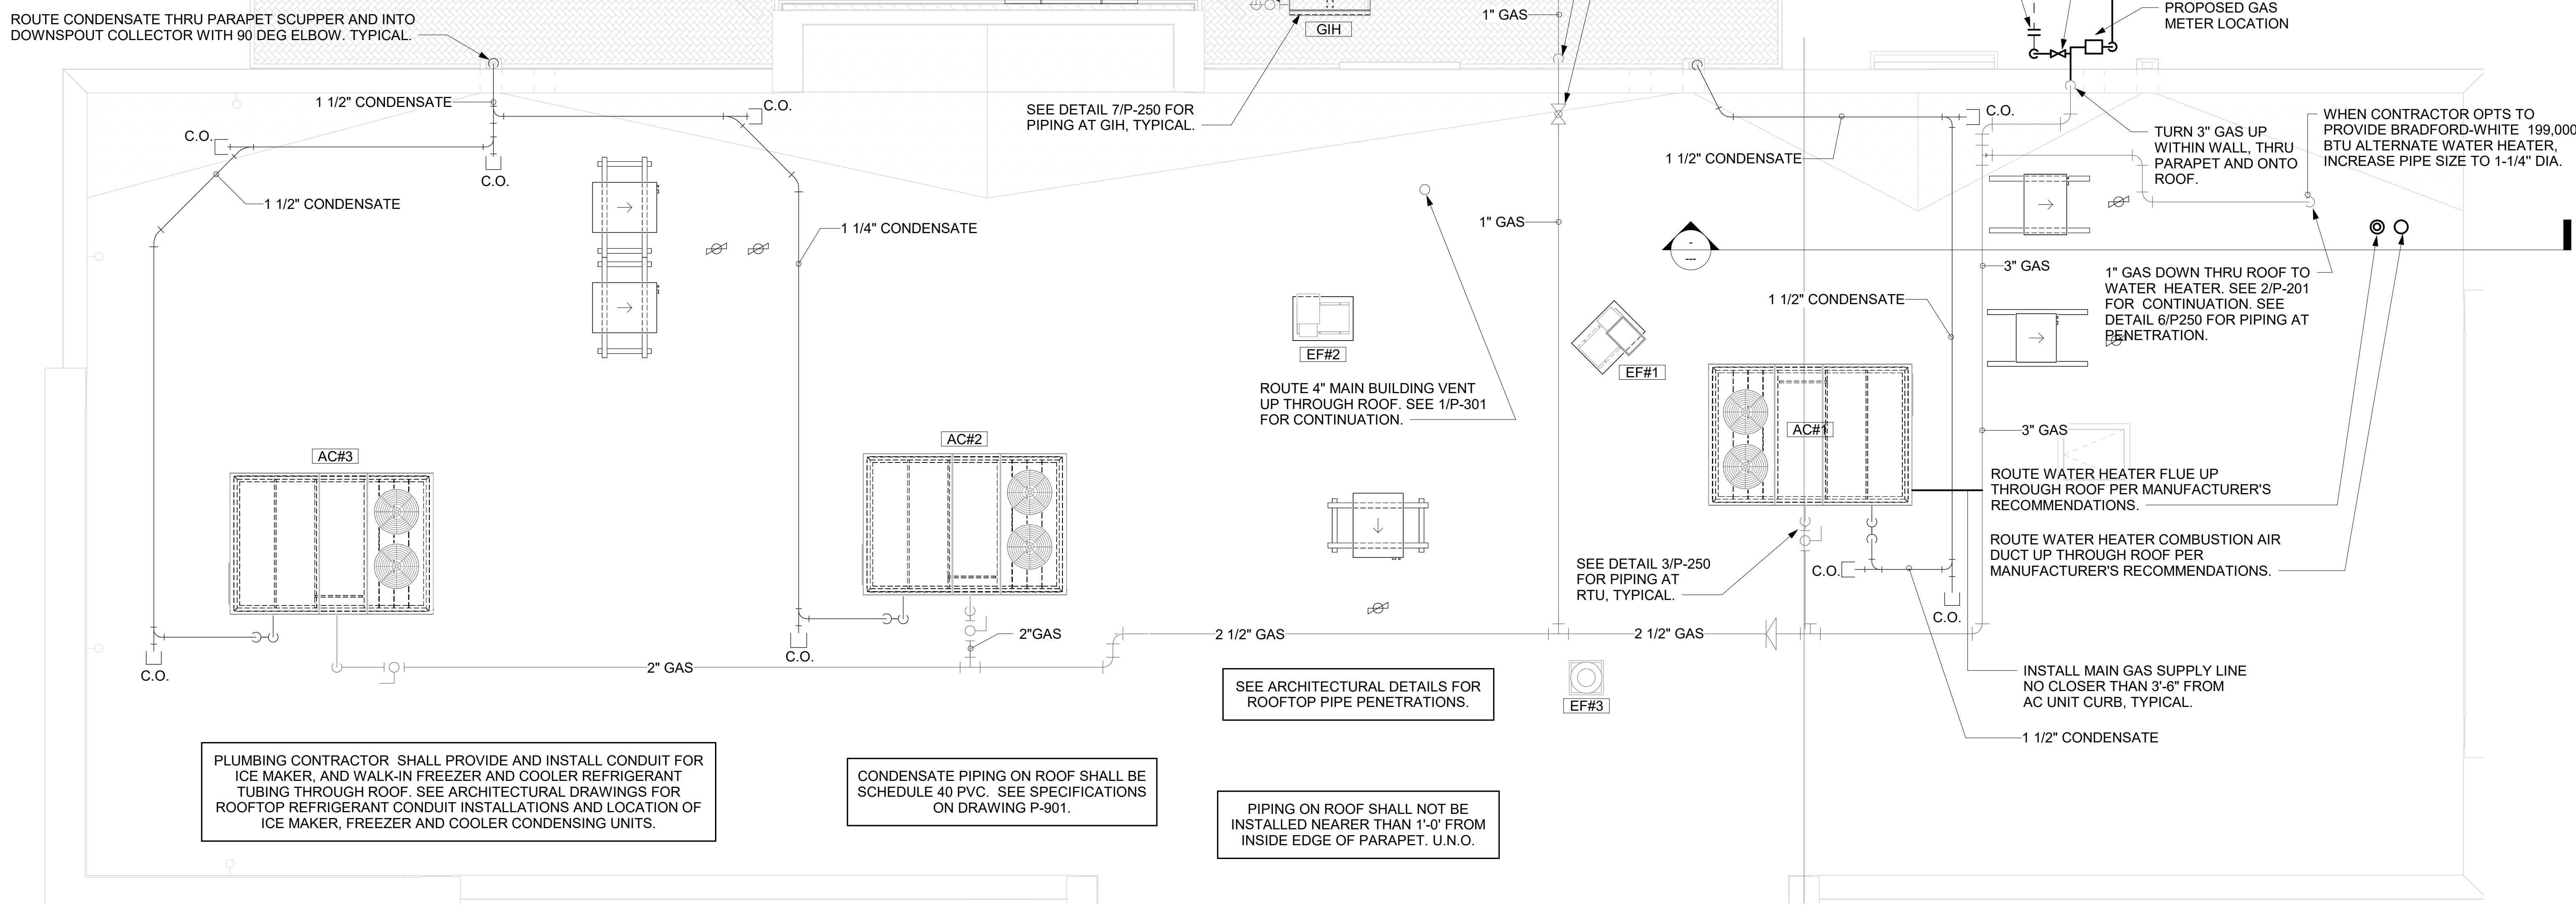 ROUTE CONDENSATE THRU PARAPET SCUPPER AND INTO
DOWNSPOUT COLLECTOR WITH 90 DEG ELBOW. TYPICAL.
1 1/2" CONDENSATE
C.O.
C.O.
C.O.
1 1/2" CONDENSATE
1 1/4" CONDENSATE
GIH
SEE DETAIL 7/P-250 FOR
PIPING AT GIH, TYPICAL.
1" GAS
1" GAS
PROPOSED GAS
METER LOCATION
C.O.
1 1/2" CONDENSATE
TURN 3" GAS UP
WITHIN WALL, THRU
PARAPET AND ONTO
ROOF.
WHEN CONTRACTOR OPTS TO
PROVIDE BRADFORD-WHITE 199,000
BTU ALTERNATE WATER HEATER,
INCREASE PIPE SIZE TO 1-1/4" DIA.
-
---
3" GAS
1" GAS DOWN THRU ROOF TO
WATER HEATER. SEE 2/P-201
FOR CONTINUATION. SEE
DETAIL 6/P250 FOR PIPING AT
PENETRATION.
1 1/2" CONDENSATE
EF#2
EF#1
ROUTE 4" MAIN BUILDING VENT
UP THROUGH ROOF. SEE 1/P-301
FOR CONTINUATION.
AC#3
AC#2
AC#1
3" GAS
ROUTE WATER HEATER FLUE UP
THROUGH ROOF PER MANUFACTURER'S
RECOMMENDATIONS.
ROUTE WATER HEATER COMBUSTION AIR
DUCT UP THROUGH ROOF PER
MANUFACTURER'S RECOMMENDATIONS.
SEE DETAIL 3/P-250
FOR PIPING AT
RTU, TYPICAL.
C.O.
C.O.
C.O.
C.O.
2" GAS
2"GAS
2 1/2" GAS
2 1/2" GAS
INSTALL MAIN GAS SUPPLY LINE
NO CLOSER THAN 3'-6" FROM
AC UNIT CURB, TYPICAL.
1 1/2" CONDENSATE
EF#3
SEE ARCHITECTURAL DETAILS FOR
ROOFTOP PIPE PENETRATIONS.
PLUMBING CONTRACTOR SHALL PROVIDE AND INSTALL CONDUIT FOR
ICE MAKER, AND WALK-IN FREEZER AND COOLER REFRIGERANT
TUBING THROUGH ROOF. SEE ARCHITECTURAL DRAWINGS FOR
ROOFTOP REFRIGERANT CONDUIT INSTALLATIONS AND LOCATION OF
ICE MAKER, FREEZER AND COOLER CONDENSING UNITS.
CONDENSATE PIPING ON ROOF SHALL BE
SCHEDULE 40 PVC. SEE SPECIFICATIONS
ON DRAWING P-901.
PIPING ON ROOF SHALL NOT BE
INSTALLED NEARER THAN 1'-0' FROM
INSIDE EDGE OF PARAPET. U.N.O.